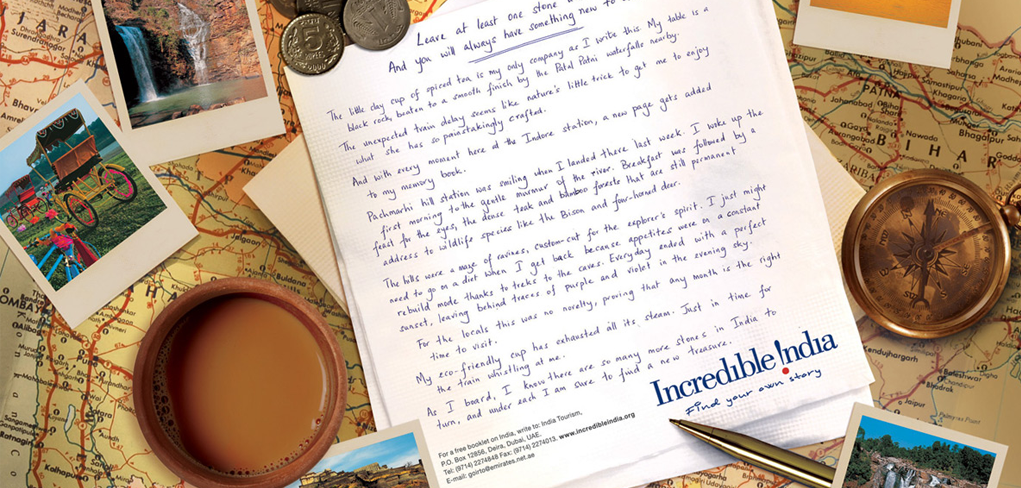 Leave at least one stone
And you will always have something new to
The little clay cup of spiced tea is my only company as I write this. My table is a
black rock, beaten to a smooth finish by the Patal Patni waterfalls nearby.
The unexpected train delay seems like nature's little trick to get me to enjoy
what she has so painstakingly crafted.
And with every moment here at the Indore station, a new page gets added
to my memory book.
Pachmarhi hill station was smiling when I landed there last week. I woke up the
first morning to the gentle murmur of the river. Breakfast was followed by a
feast for the eyes, the dense teak and bamboo forests that are still permanent
address to wildlife species like the Bison and four-horned deer.
The hills were a maze of ravines, custom-cut for the explorer's spirit. I just might
need to go on a diet when I get back because appetites were on a constant
rebuild mode thanks to treks to the caves. Everyday ended with a perfect
sunset, leaving behind traces of purple and violet in the evening sky.
For the locals this was no novelty, proving that any month is the right
time to visit.
My eco-friendly cup has exhausted all its steam. Just in time for
the train whistling at me.
As I board, I know there are so many more stones in India to
turn, and under each I am sure to find a new treasure.
Incredible !ndia
Find your own story
For a free booklet on India, write to: India Tourism,
P.O. Box 12856, Deira, Dubai, UAE.
Tel: (9714) 2274848 Fax: (9714) 2274013. www.incredibleindia.org
E-mail: goirto@emirates.net.ae
5
PATNA
BIHAR
Nawada
Jamui
Bhagalpur
Surendranagar
Buldana
Kolhapur
Ratnagiri
Jaipur
Bhadrak